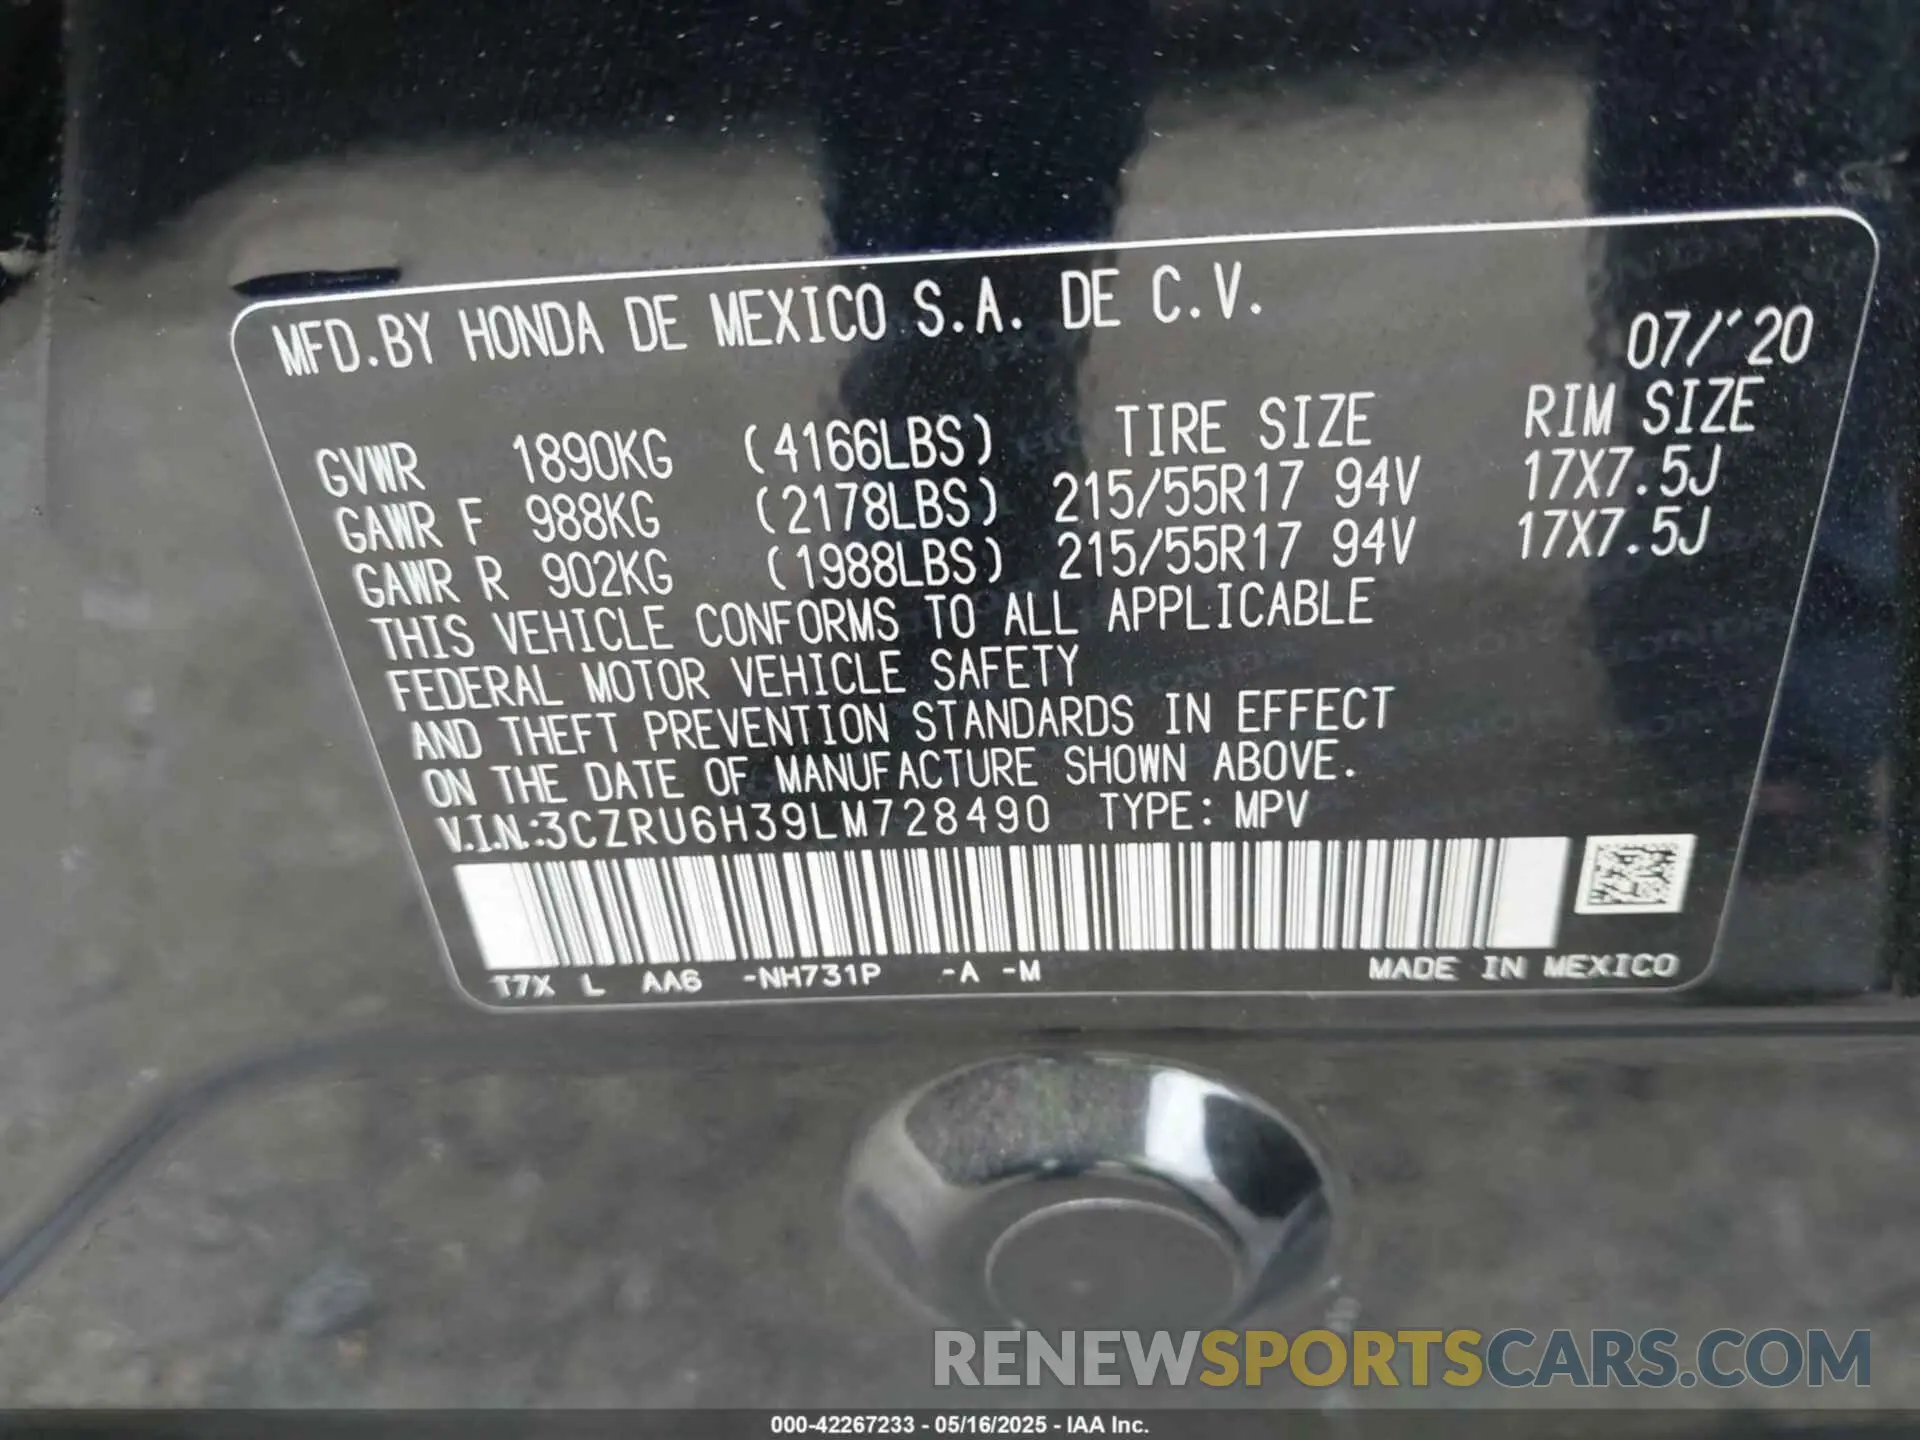 MFD.BY HONDA DE MEXICO S.A. DE C.V.
07/'20
GVWR 1890KG (4166LBS) TIRE SIZE RIM SIZE
GAWR F 988KG (2178LBS) 215/55R17 94V 17X7.5J
GAWR R 902KG (1988LBS) 215/55R17 94V 17X7.5J
THIS VEHICLE CONFORMS TO ALL APPLICABLE
FEDERAL MOTOR VEHICLE SAFETY
AND THEFT PREVENTION STANDARDS IN EFFECT
ON THE DATE OF MANUFACTURE SHOWN ABOVE.
V.I.N.:3CZRU6H39LM728490 TYPE: MPV
T7X L AA6 -NH731P -A -M MADE IN MEXICO
RENEWSPORTSCARS.COM
000-42267233 - 05/16/2025 - IAA Inc.